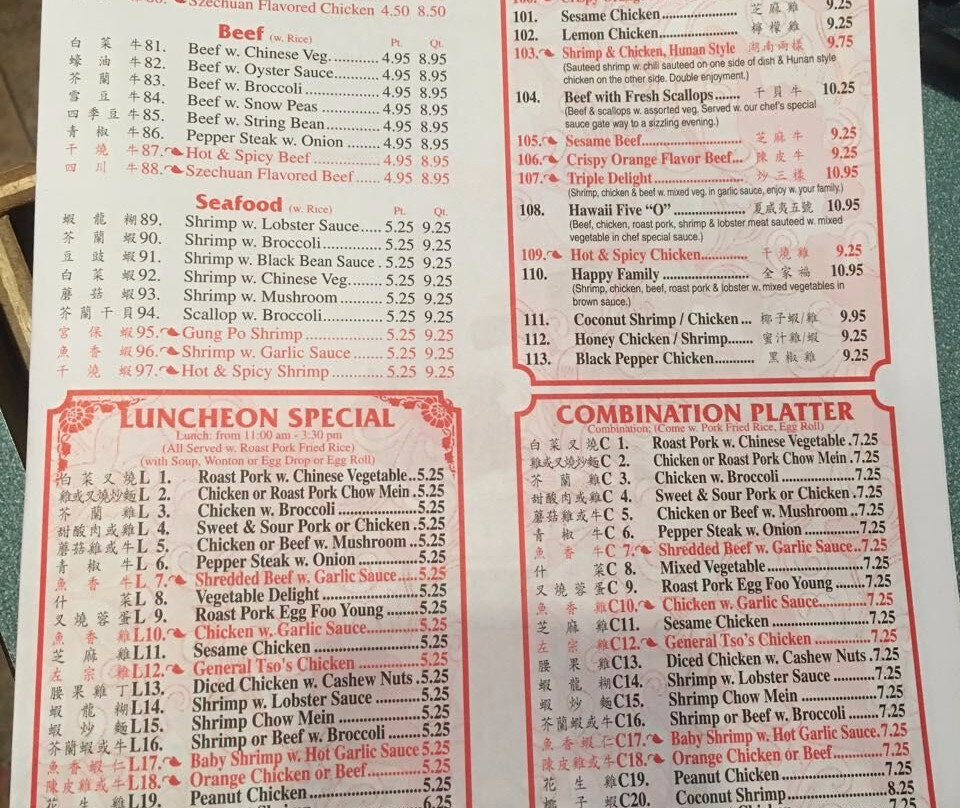 Szechuan Flavored Chicken 4.50 8.50
Beef (w. Rice) Pt. Qt.
白菜牛 81. Beef w. Chinese Veg. 4.95 8.95
蠔油牛 82. Beef w. Oyster Sauce 4.95 8.95
芥蘭牛 83. Beef w. Broccoli 4.95 8.95
雪豆牛 84. Beef w. Snow Peas 4.95 8.95
四季豆牛 85. Beef w. String Bean 4.95 8.95
青椒牛 86. Pepper Steak w. Onion 4.95 8.95
干燒牛 87. Hot & Spicy Beef 4.95 8.95
四川牛 88. Szechuan Flavored Beef 4.95 8.95
Seafood (w. Rice) Pt. Qt.
蝦龍糊 89. Shrimp w. Lobster Sauce 5.25 9.25
芥蘭蝦 90. Shrimp w. Broccoli 5.25 9.25
豆豉蝦 91. Shrimp w. Black Bean Sauce 5.25 9.25
白菜蝦 92. Shrimp w. Chinese Veg. 5.25 9.25
蘑菇蝦 93. Shrimp w. Mushroom 5.25 9.25
芥蘭干貝 94. Scallop w. Broccoli 5.25 9.25
宮保蝦 95. Gung Po Shrimp 5.25 9.25
魚香蝦 96. Shrimp w. Garlic Sauce 5.25 9.25
干燒蝦 97. Hot & Spicy Shrimp 5.25 9.25
LUNCHEON SPECIAL
Lunch: from 11:00 am - 3:30 pm
(All Served w. Roast Pork Fried Rice)
(with Soup, Wonton or Egg Drop or Egg Roll)
白菜叉燒 L 1. Roast Pork w. Chinese Vegetable 5.25
雞或叉燒炒麵 L 2. Chicken or Roast Pork Chow Mein 5.25
芥蘭雞 L 3. Chicken w. Broccoli 5.25
甜酸肉或雞 L 4. Sweet & Sour Pork or Chicken 5.25
蘑菇雞或牛 L 5. Chicken or Beef w. Mushroom 5.25
青椒牛 L 6. Pepper Steak w. Onion 5.25
魚香牛 L 7. Shredded Beef w. Garlic Sauce 5.25
什菜 L 8. Vegetable Delight 5.25
叉燒蓉蛋 L 9. Roast Pork Egg Foo Young 5.25
魚香雞 L10. Chicken w. Garlic Sauce 5.25
芝麻雞 L11. Sesame Chicken 5.25
左宗雞 L12. General Tso's Chicken 5.25
腰果雞丁 L13. Diced Chicken w. Cashew Nuts 5.25
蝦龍糊 L14. Shrimp w. Lobster Sauce 5.25
蝦炒麵 L15. Shrimp Chow Mein 5.25
芥蘭蝦或牛 L16. Shrimp or Beef w. Broccoli 5.25
魚香蝦仁 L17. Baby Shrimp w. Hot Garlic Sauce 5.25
陳皮雞或牛 L18. Orange Chicken or Beef 5.25
花生雞 L19. Peanut Chicken 5.25
6.25
9.25
101. Sesame Chicken 芝麻雞 9.25
102. Lemon Chicken 檸檬雞 9.25
103. Shrimp & Chicken, Hunan Style 湖南兩樣 9.75
(Sauteed shrimp w. chili sauteed on one side of dish & Hunan style
chicken on the other side. Double enjoyment.)
104. Beef with Fresh Scallops 干貝牛 10.25
(Beef & scallops w. assorted veg. Served w. our chef's special
sauce gate way to a sizzling evening.)
105. Sesame Beef 芝麻牛 9.25
106. Crispy Orange Flavor Beef 陳皮牛 9.25
107. Triple Delight 炒三樣 10.95
(Shrimp, chicken & beef w. mixed veg. in garlic sauce, enjoy w. your family.)
108. Hawaii Five "O" 夏威夷五號 10.95
(Beef, chicken, roast pork, shrimp & lobster meat sauteed w. mixed
vegetable in chef special sauce.)
109. Hot & Spicy Chicken 干燒雞 9.25
110. Happy Family 全家福 10.95
(Shrimp, chicken, beef, roast pork & lobster w. mixed vegetables in
brown sauce.)
111. Coconut Shrimp / Chicken 椰子蝦/雞 9.95
112. Honey Chicken / Shrimp 蜜汁雞/蝦 9.25
113. Black Pepper Chicken 黑椒雞 9.25
COMBINATION PLATTER
Combination; (Come w. Pork Fried Rice, Egg Roll)
白菜叉燒 C 1. Roast Pork w. Chinese Vegetable 7.25
雞或叉燒炒麵 C 2. Chicken or Roast Pork Chow Mein 7.25
芥蘭雞 C 3. Chicken w. Broccoli 7.25
甜酸肉或雞 C 4. Sweet & Sour Pork or Chicken 7.25
蘑菇雞或牛 C 5. Chicken or Beef w. Mushroom 7.25
青椒牛 C 6. Pepper Steak w. Onion 7.25
魚香牛 C 7. Shredded Beef w. Garlic Sauce 7.25
什菜 C 8. Mixed Vegetable 7.25
叉燒蓉蛋 C 9. Roast Pork Egg Foo Young 7.25
魚香雞 C10. Chicken w. Garlic Sauce 7.25
芝麻雞 C11. Sesame Chicken 7.25
左宗雞 C12. General Tso's Chicken 7.25
腰果雞 C13. Diced Chicken w. Cashew Nuts 7.25
蝦龍糊 C14. Shrimp w. Lobster Sauce 7.25
蝦炒麵 C15. Shrimp Chow Mein 7.25
芥蘭蝦或牛 C16. Shrimp or Beef w. Broccoli 7.25
魚香蝦仁 C17. Baby Shrimp w. Hot Garlic Sauce 7.25
陳皮雞或牛 C18. Orange Chicken or Beef 7.25
花生雞 C19. Peanut Chicken 7.25
椰子蝦 C20. Coconut Shrimp 8.25